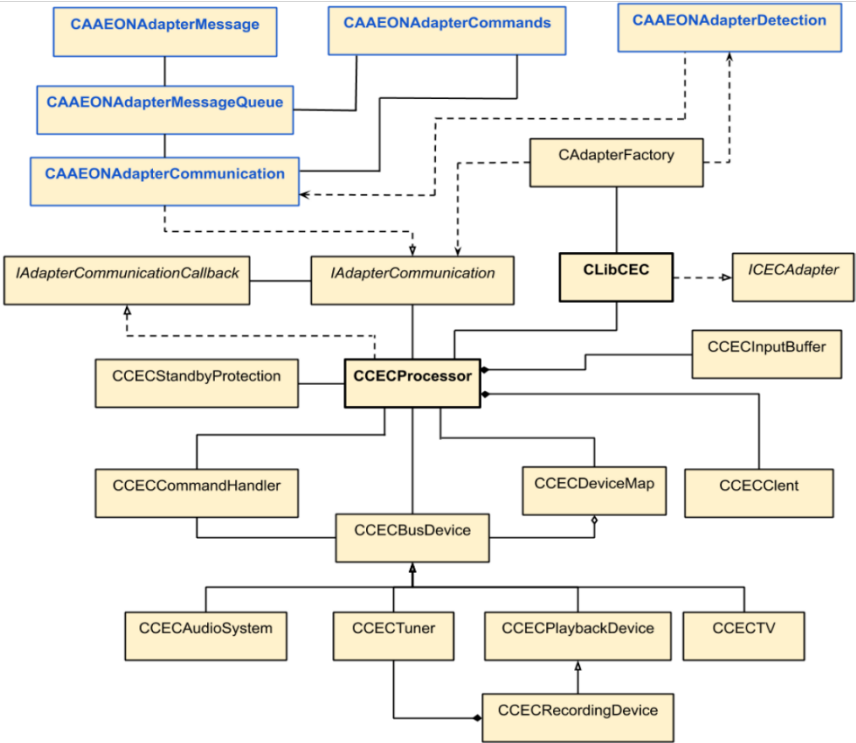 CAAEONAdapterMessage
CAAEONAdapterCommands
CAAEONAdapterDetection
CAAEONAdapterMessageQueue
CAdapterFactory
CAAEONAdapterCommunication
IAdapterCommunicationCallback
IAdapterCommunication
CLibCEC
ICECAdapter
CCECInputBuffer
CCECStandbyProtection
CCECProcessor
CCECCommandHandler
CCECDeviceMap
CCECClent
CCECBusDevice
CCECAudioSystem
CCECTuner
CCECPlaybackDevice
CCECTV
CCECRecordingDevice